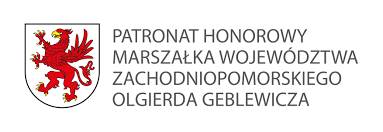 PATRONAT HONOROWY
MARSZAŁKA WOJEWÓDZTWA
ZACHODNIOPOMORSKIEGO
OLGIERDA GEBLEWICZA